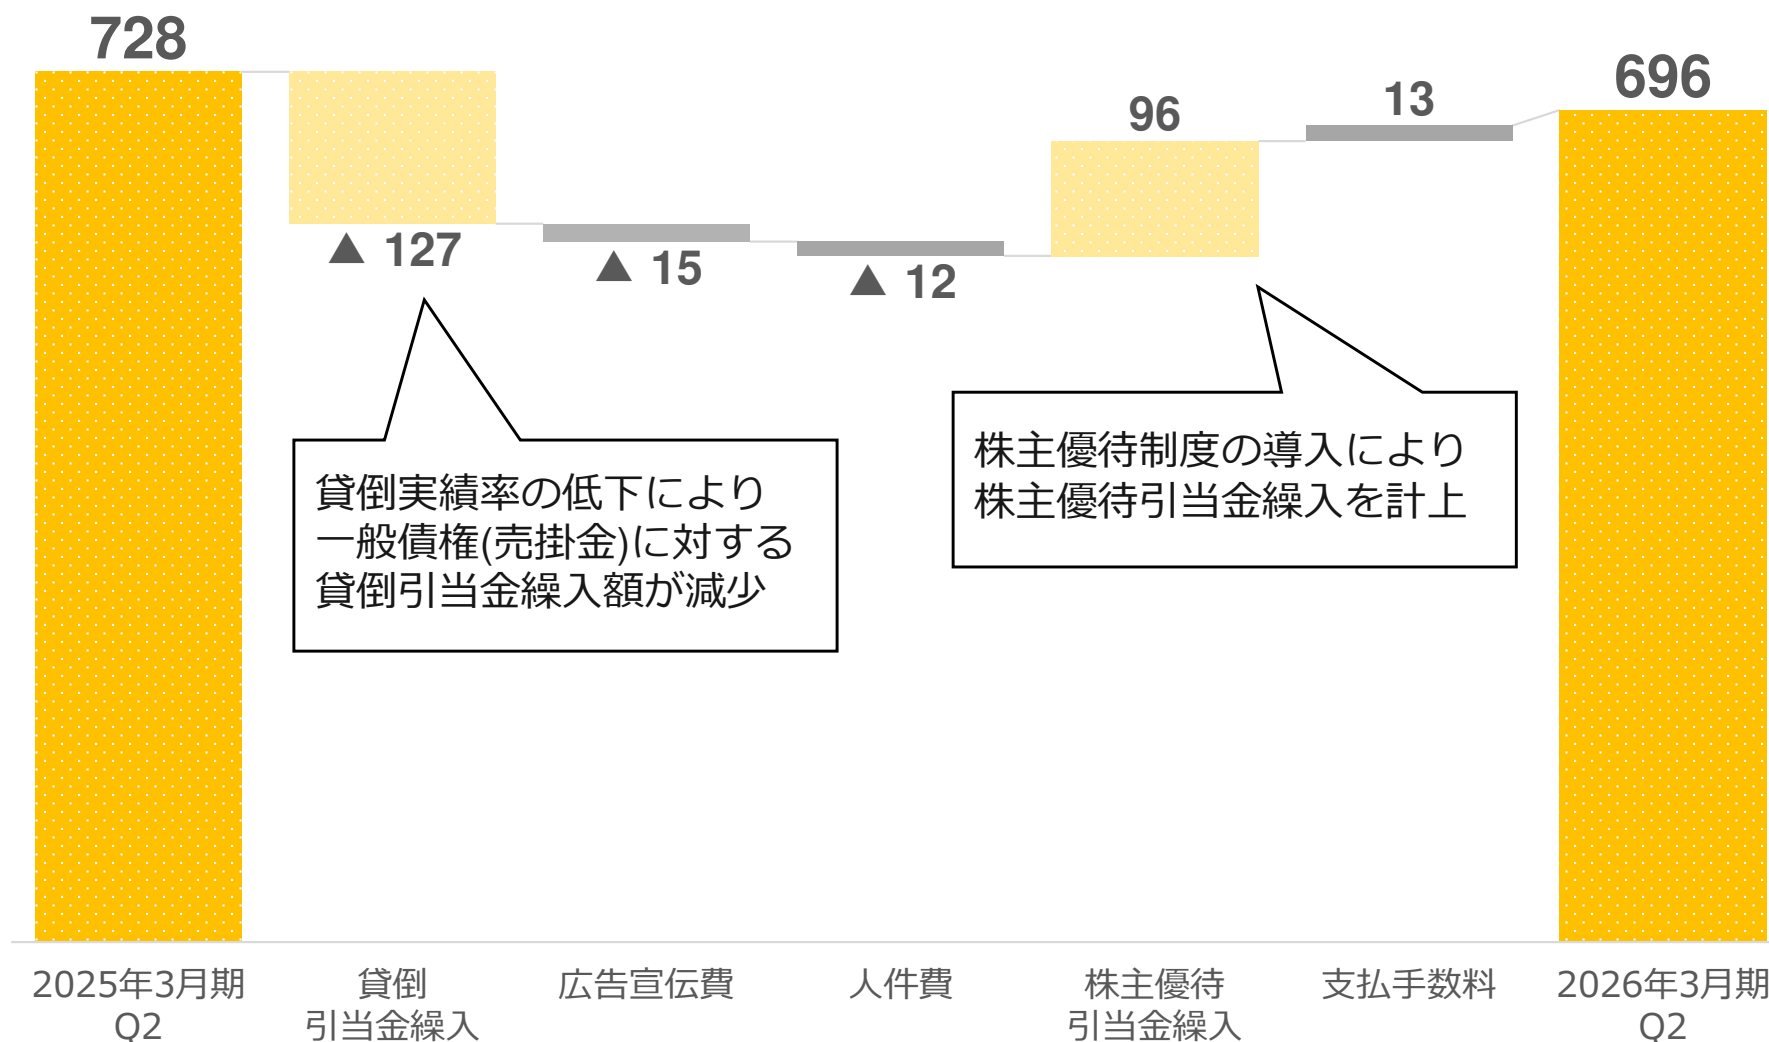 728
▲ 127
▲ 15
▲ 12
96
13
696
貸倒実績率の低下により
一般債権(売掛金)に対する
貸倒引当金繰入額が減少
株主優待制度の導入により
株主優待引当金繰入を計上
2025年3月期
Q2
貸倒
引当金繰入
広告宣伝費
人件費
株主優待
引当金繰入
支払手数料
2026年3月期
Q2